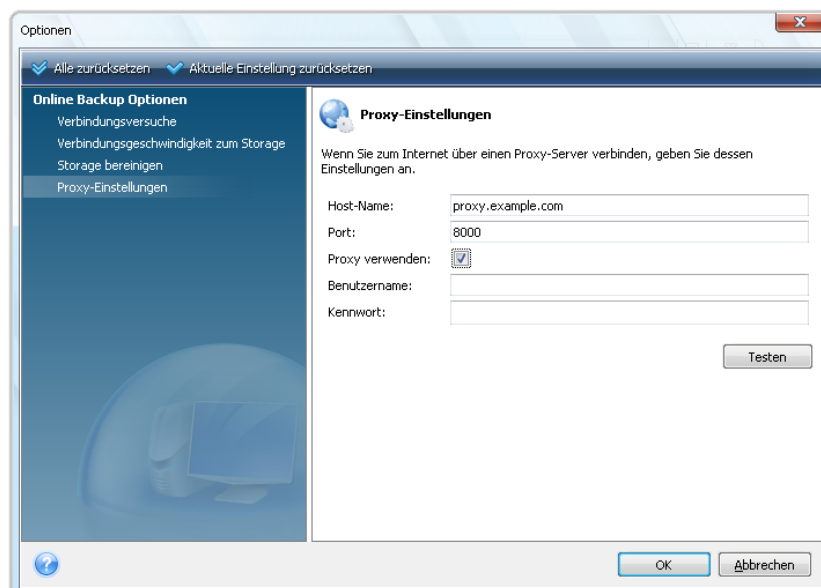 Optionen
Alle zurücksetzen Aktuelle Einstellung zurücksetzen
Online Backup Optionen
Verbindungsversuche
Verbindungsgeschwindigkeit zum Storage
Storage bereinigen
Proxy-Einstellungen
Proxy-Einstellungen
Wenn Sie zum Internet über einen Proxy-Server verbinden, geben Sie dessen
Einstellungen an.
Host-Name: proxy.example.com
Port: 8000
Proxy verwenden:
Benutzername:
Kennwort:
Testen
OK Abbrechen